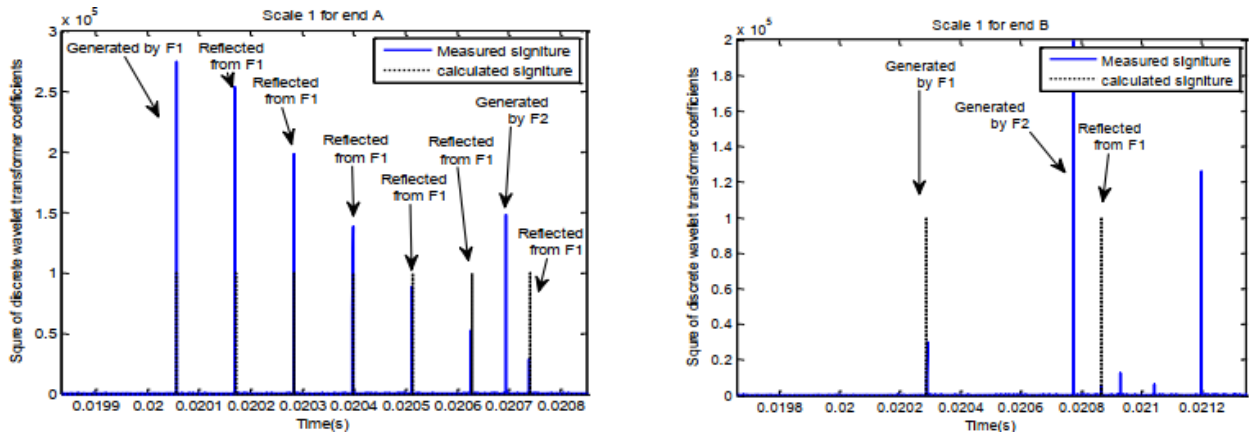 Scale 1 for end A
x 10^5
Squre of discrete wavelet transformer coefficients
3
2.5
2
1.5
1
0.5
0
Generated by F1
Reflected
from F1
Reflected
from F1
Reflected
from F1
Reflected
from F1
Reflected
from F1
Generated
by F2
Reflected
from F1
Measured signiture
calculated signiture
0.0199 0.02 0.0201 0.0202 0.0203 0.0204 0.0205 0.0206 0.0207 0.0208
Time(s)
Scale 1 for end B
x 10^5
Squre of discrete wavelet transformer coefficients
2
1.8
1.6
1.4
1.2
1
0.8
0.6
0.4
0.2
0
Generated
by F1
Generated
by F2
Reflected
from F1
Measured signiture
calculated signiture
0.0198 0.02 0.0202 0.0204 0.0206 0.0208 0.021 0.0212
Time(s)